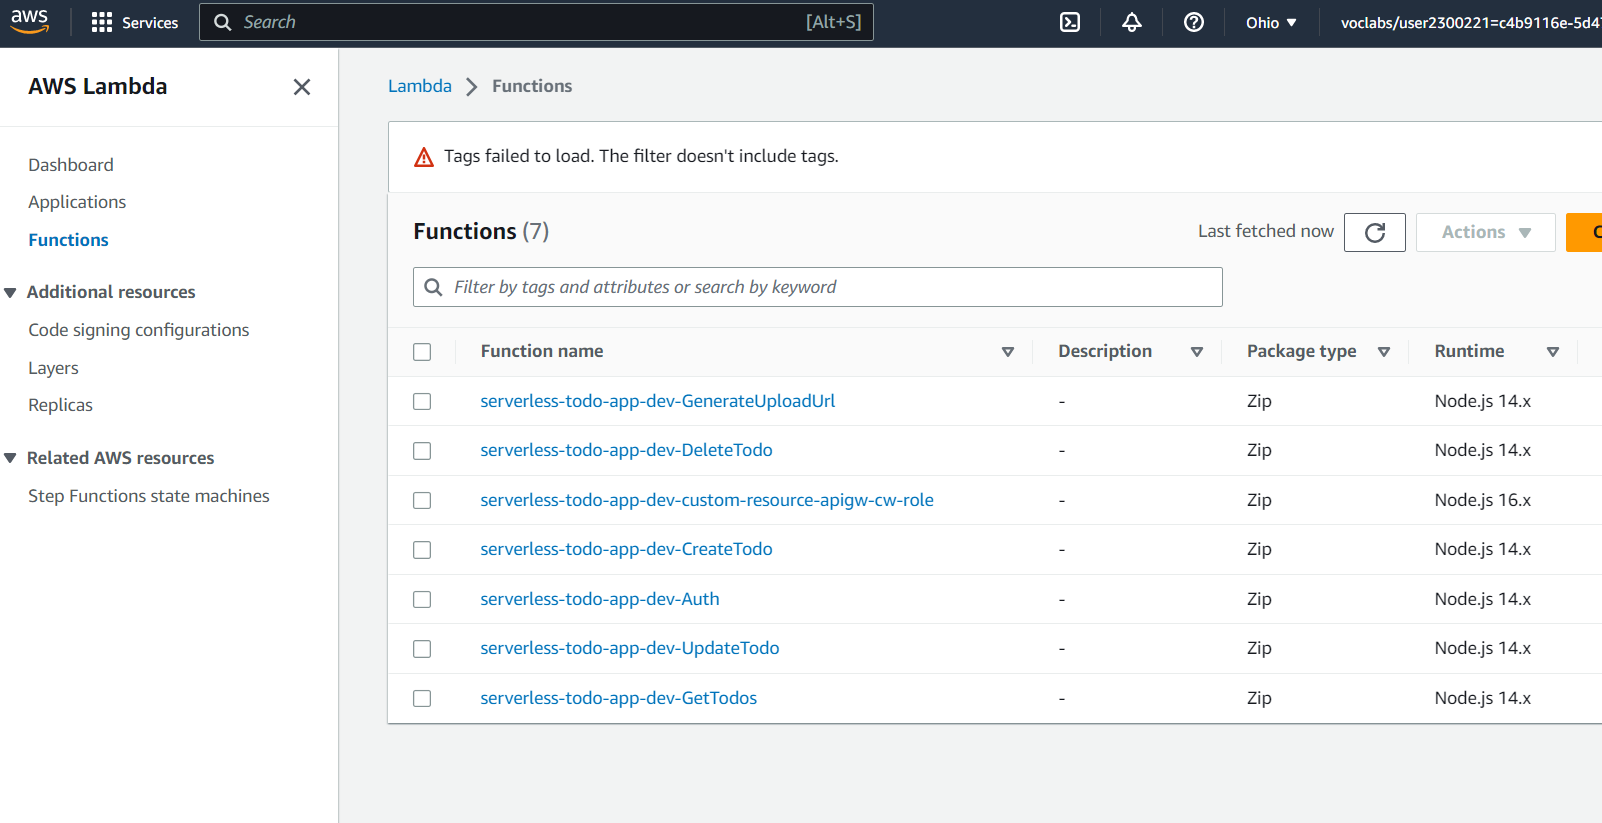 aws Services Search [Alt+S] Ohio voclabs/user2300221=c4b9116e-5d4
AWS Lambda
Dashboard
Applications
Functions
Additional resources
Code signing configurations
Layers
Replicas
Related AWS resources
Step Functions state machines
Lambda > Functions
Tags failed to load. The filter doesn't include tags.
Functions (7) Last fetched now Actions
Filter by tags and attributes or search by keyword
Function name Description Package type Runtime
serverless-todo-app-dev-GenerateUploadUrl - Zip Node.js 14.x
serverless-todo-app-dev-DeleteTodo - Zip Node.js 14.x
serverless-todo-app-dev-custom-resource-apigw-cw-role - Zip Node.js 16.x
serverless-todo-app-dev-CreateTodo - Zip Node.js 14.x
serverless-todo-app-dev-Auth - Zip Node.js 14.x
serverless-todo-app-dev-UpdateTodo - Zip Node.js 14.x
serverless-todo-app-dev-GetTodos - Zip Node.js 14.x